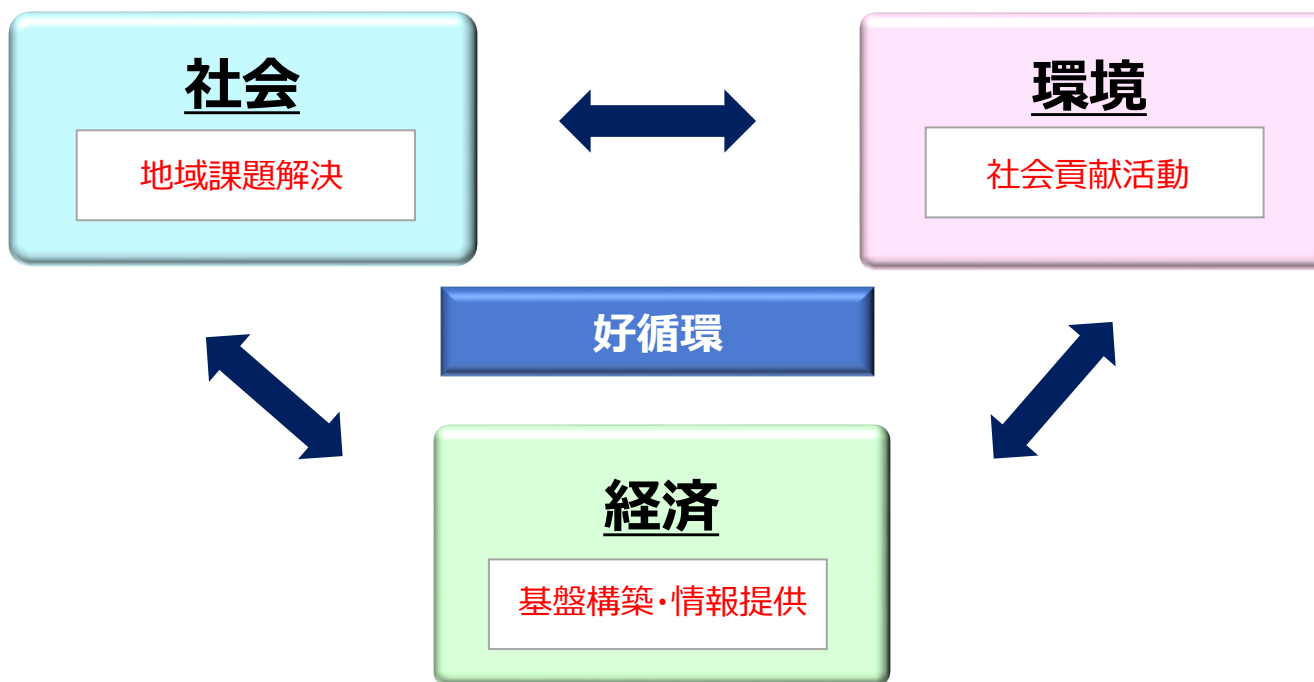 社会
地域課題解決
環境
社会貢献活動
好循環
経済
基盤構築・情報提供